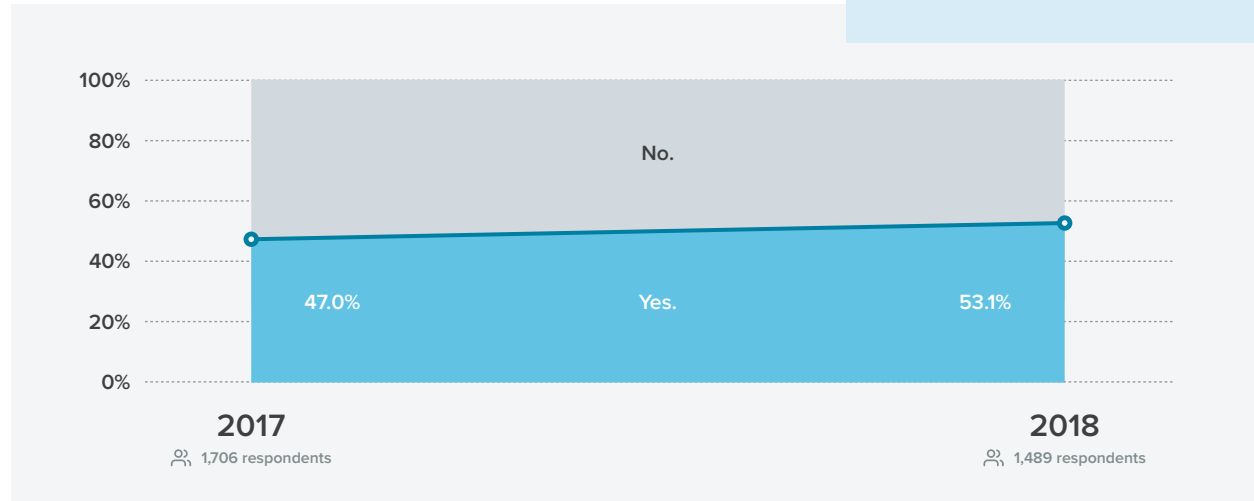 100%
80%
No.
60%
40%
47.0% Yes. 53.1%
20%
0%
2017 2018
1,706 respondents 1,489 respondents